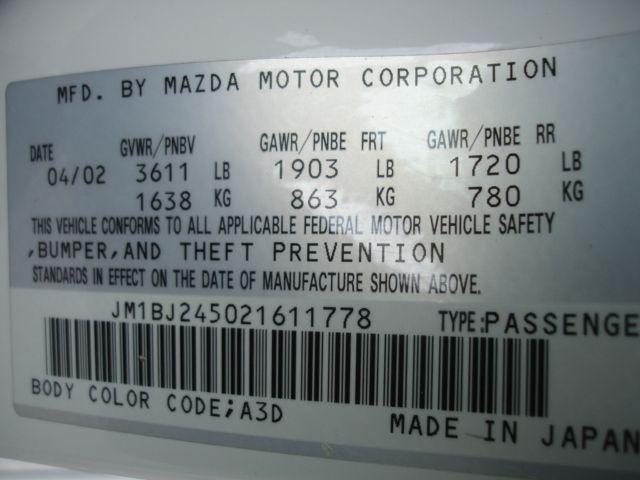 MFD. BY MAZDA MOTOR CORPORATION
DATE GVWR/PNBV GAWR/PNBE FRT GAWR/PNBE RR
04/02 3611 LB 1903 LB 1720 LB
1638 KG 863 KG 780 KG
THIS VEHICLE CONFORMS TO ALL APPLICABLE FEDERAL MOTOR VEHICLE SAFETY
,BUMPER,AND THEFT PREVENTION
STANDARDS IN EFFECT ON THE DATE OF MANUFACTURE SHOWN ABOVE.
JM1BJ245021611778 TYPE:PASSENGE
BODY COLOR CODE;A3D
MADE IN JAPAN